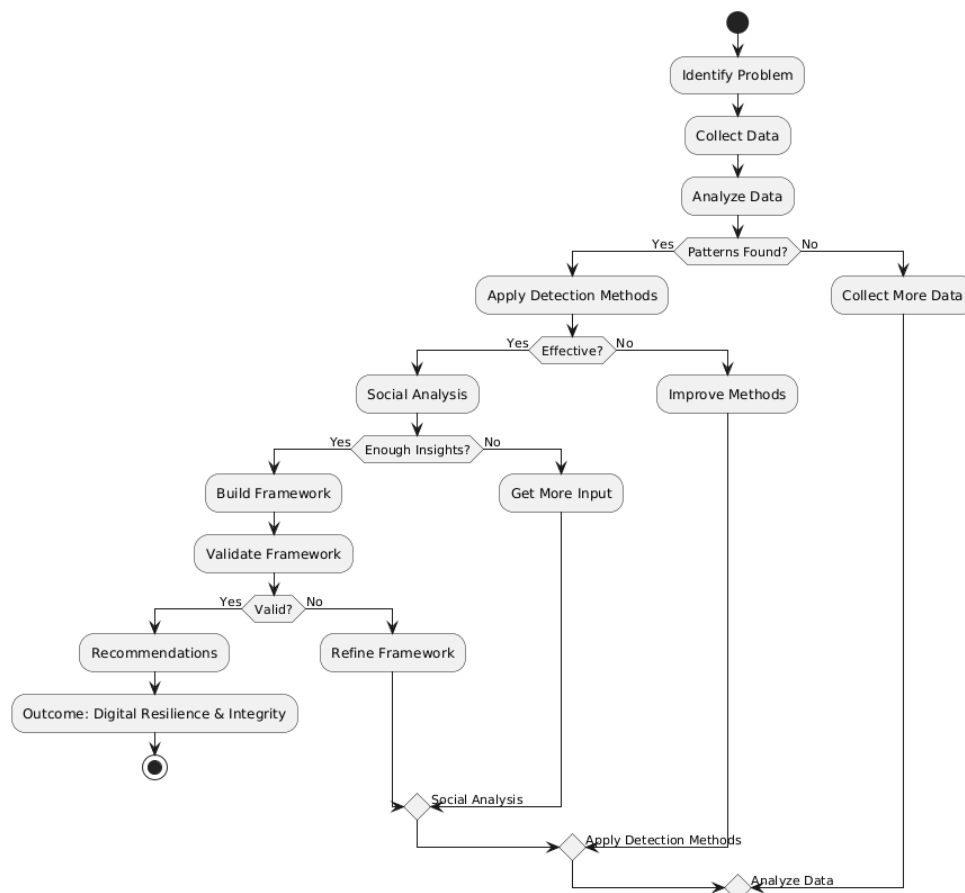 Identify Problem
Collect Data
Analyze Data
Patterns Found?
Yes
No
Apply Detection Methods
Collect More Data
Effective?
Yes
No
Social Analysis
Improve Methods
Enough Insights?
Yes
No
Build Framework
Get More Input
Validate Framework
Valid?
Yes
No
Recommendations
Refine Framework
Outcome: Digital Resilience & Integrity
Social Analysis
Apply Detection Methods
Analyze Data